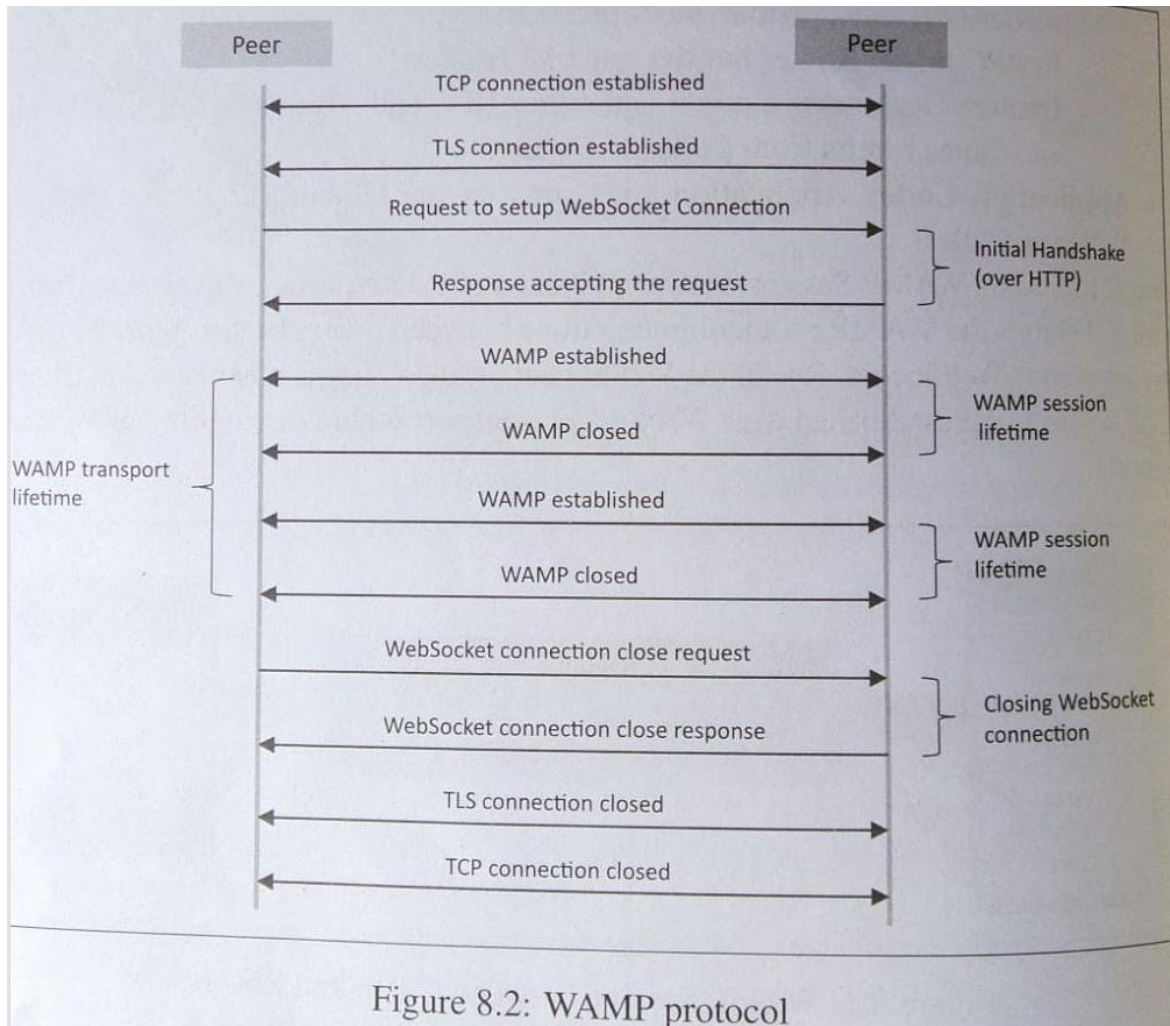 Peer
Peer
TCP connection established
TLS connection established
Request to setup WebSocket Connection
Initial Handshake
(over HTTP)
Response accepting the request
WAMP established
WAMP session
lifetime
WAMP closed
WAMP transport
lifetime
WAMP established
WAMP session
lifetime
WAMP closed
WebSocket connection close request
Closing WebSocket
connection
WebSocket connection close response
TLS connection closed
TCP connection closed
Figure 8.2: WAMP protocol